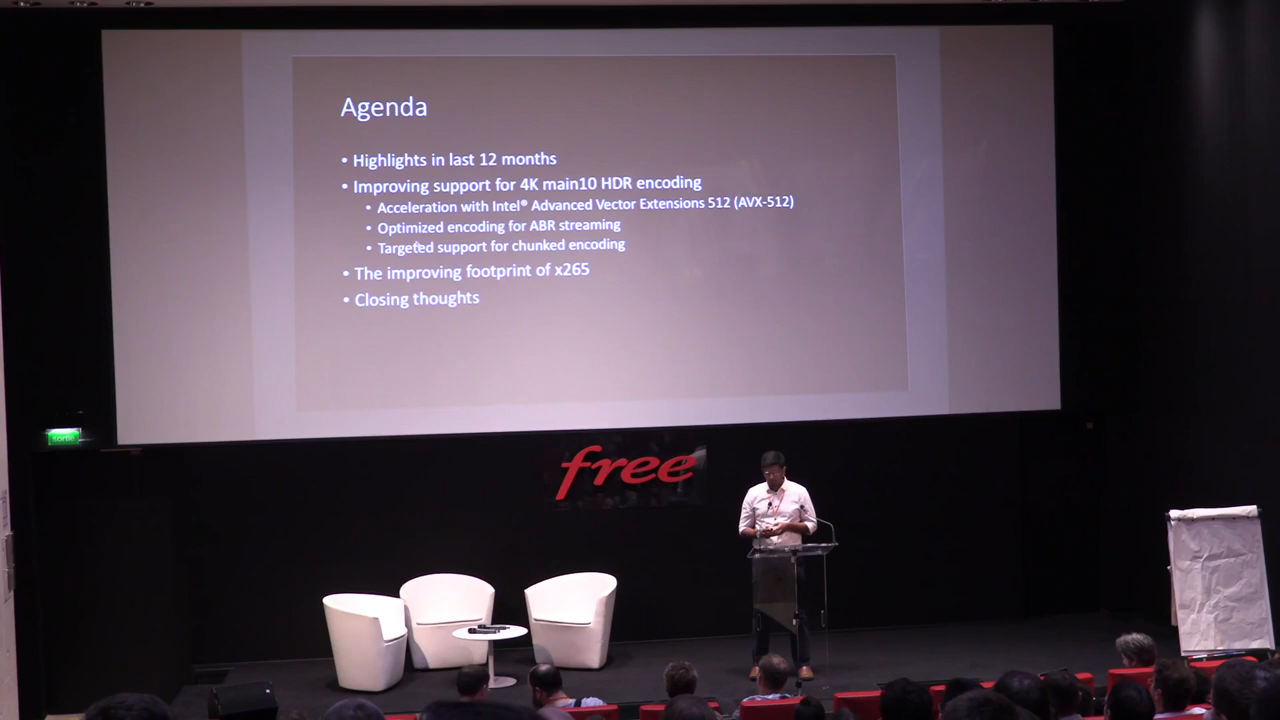 Agenda
• Highlights in last 12 months
• Improving support for 4K main10 HDR encoding
• Acceleration with Intel® Advanced Vector Extensions 512 (AVX-512)
• Optimized encoding for ABR streaming
• Targeted support for chunked encoding
• The improving footprint of x265
• Closing thoughts
sortie
free